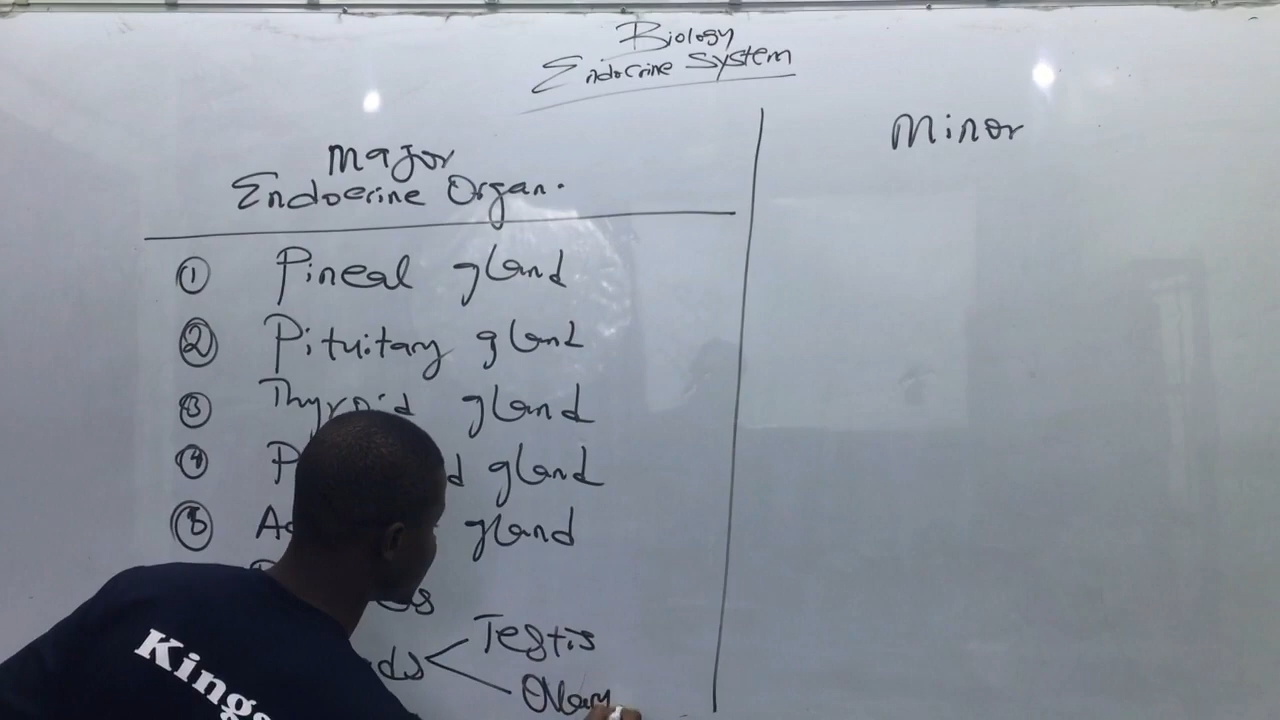 Biology
Endocrine System
Major
Endocrine Organ.
Minor
① Pineal gland
② Pituitary gland
③ Thyroid gland
④ gland
⑤ gland
Testis
Ovary
Kings